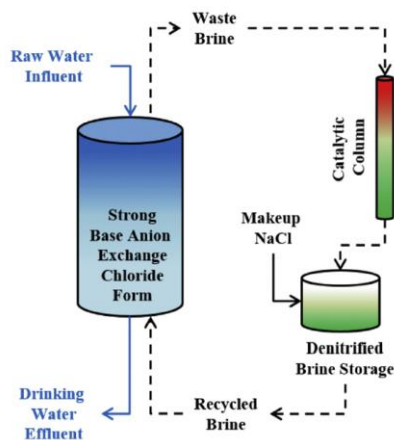 Waste
Brine
Raw Water
Influent
Catalytic
Column
Strong
Base Anion
Exchange
Chloride
Form
Makeup
NaCl
Denitrified
Brine Storage
Drinking
Water
Effluent
Recycled
Brine